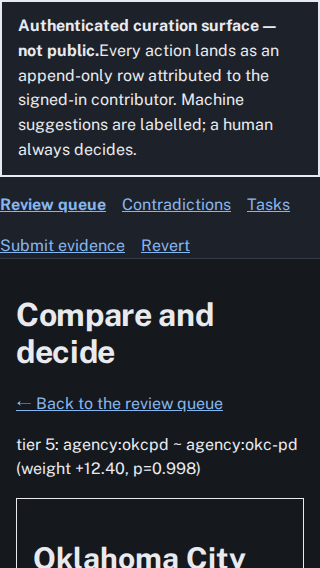 Authenticated curation surface —
not public.Every action lands as an
append-only row attributed to the
signed-in contributor. Machine
suggestions are labelled; a human
always decides.
Review queue Contradictions Tasks
Submit evidence Revert
Compare and
decide
← Back to the review queue
tier 5: agency:okcpd ~ agency:okc-pd
(weight +12.40, p=0.998)
Oklahoma City